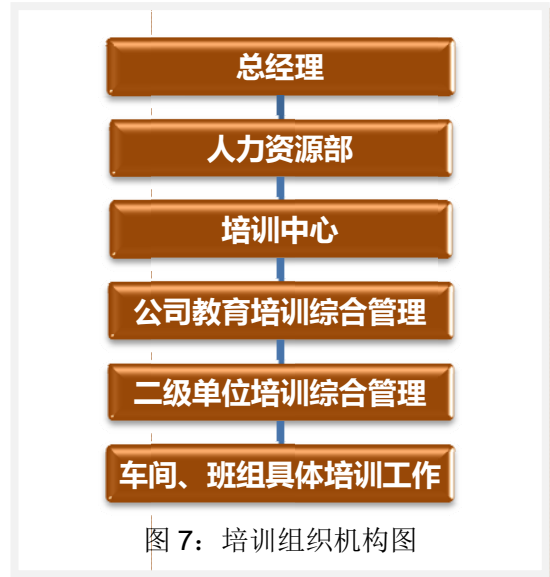 总经理
人力资源部
培训中心
公司教育培训综合管理
二级单位培训综合管理
车间、班组具体培训工作
图 7：培训组织机构图